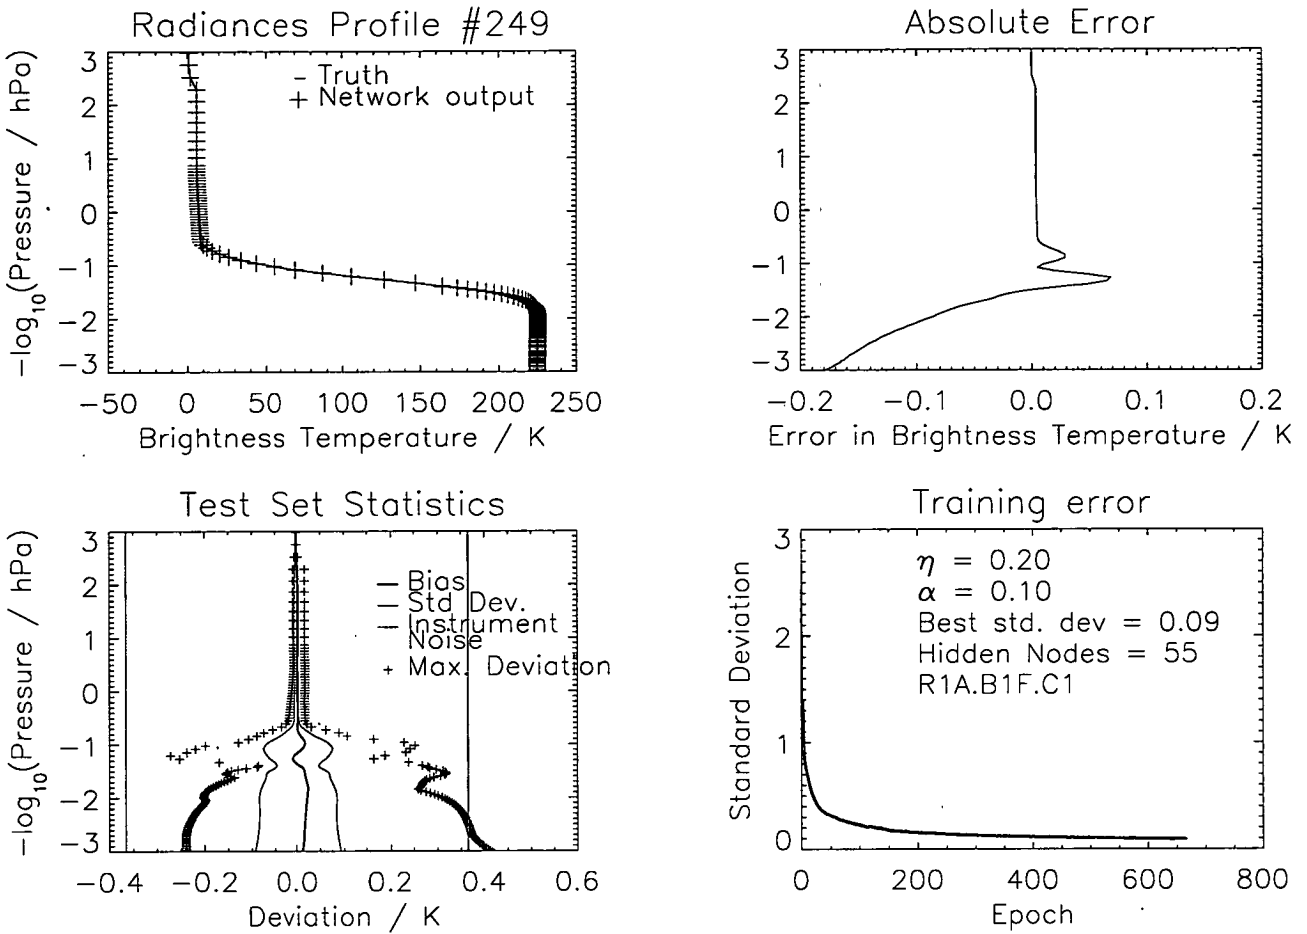 Radiances Profile #249
− Truth
+ Network output
3
2
1
0
−1
−2
−3
−log10(Pressure / hPa)
−50 0 50 100 150 200 250
Brightness Temperature / K
Absolute Error
3
2
1
0
−1
−2
−3
−0.2 −0.1 0.0 0.1 0.2
Error in Brightness Temperature / K
Test Set Statistics
3
2
1
0
−1
−2
−3
−log10(Pressure / hPa)
Bias
Std Dev.
Instrument
Noise
+ Max. Deviation
−0.4 −0.2 0.0 0.2 0.4 0.6
Deviation / K
Training error
3
2
1
0
Standard Deviation
η = 0.20
α = 0.10
Best std. dev = 0.09
Hidden Nodes = 55
R1A.B1F.C1
0 200 400 600 800
Epoch